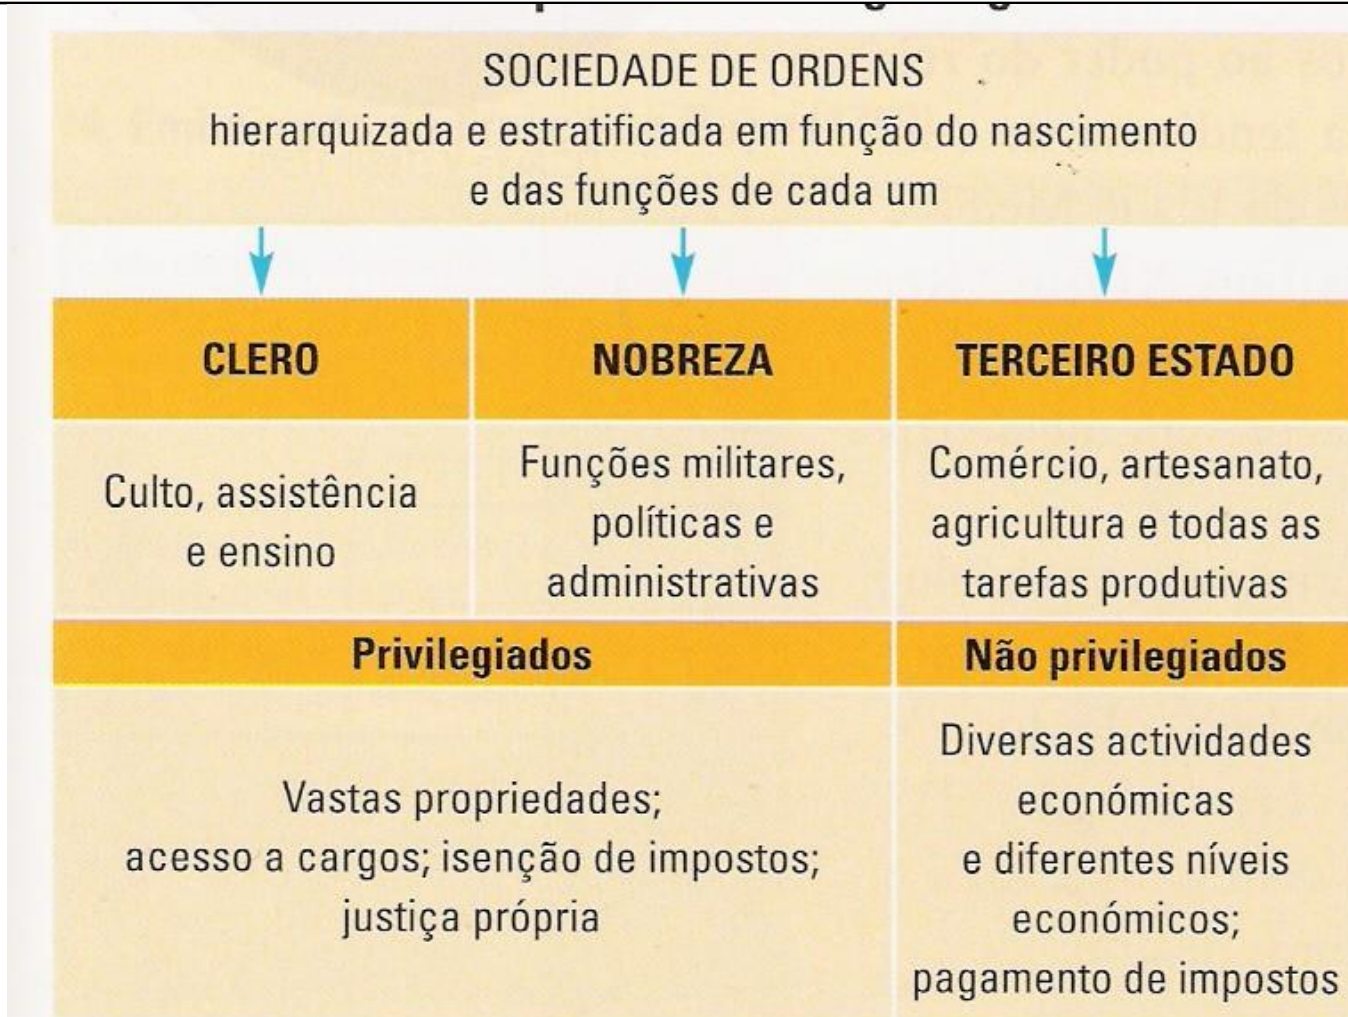 SOCIEDADE DE ORDENS
hierarquizada e estratificada em função do nascimento
e das funções de cada um
CLERO
NOBREZA
TERCEIRO ESTADO
Culto, assistência
e ensino
Funções militares,
políticas e
administrativas
Comércio, artesanato,
agricultura e todas as
tarefas produtivas
Privilegiados
Não privilegiados
Vastas propriedades;
acesso a cargos; isenção de impostos;
justiça própria
Diversas actividades
económicas
e diferentes níveis
económicos;
pagamento de impostos